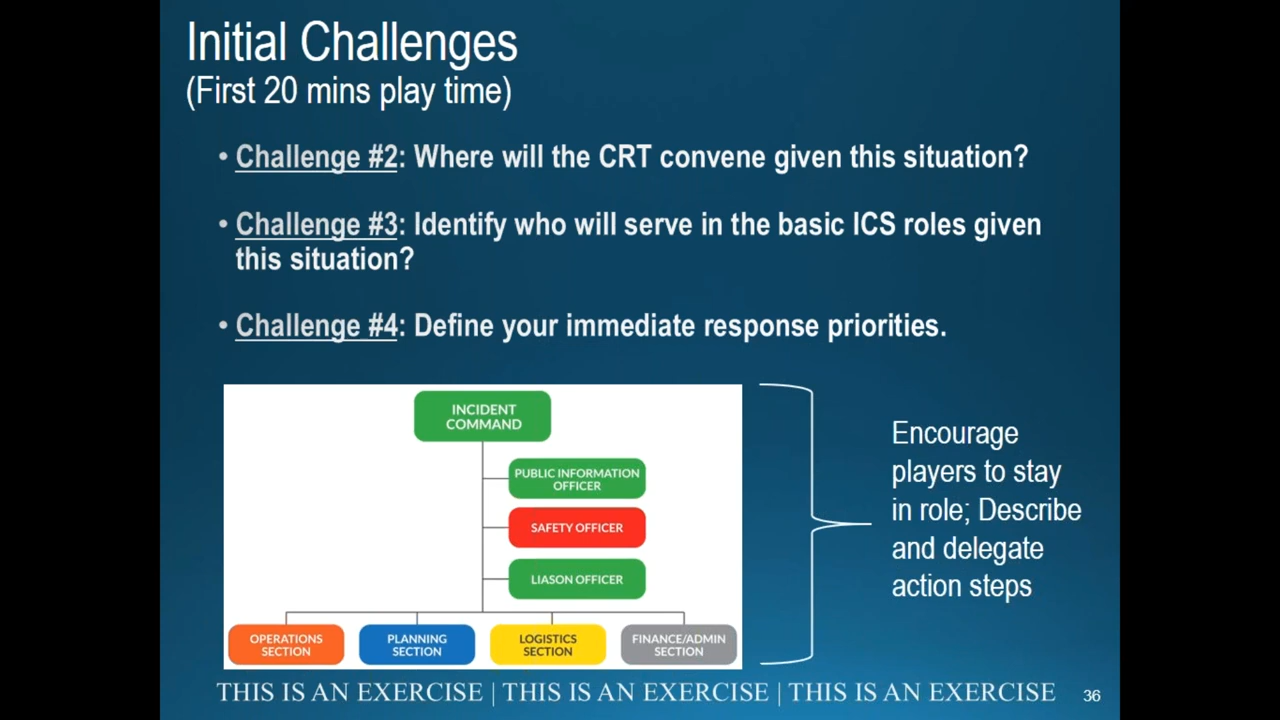 Initial Challenges
(First 20 mins play time)
• Challenge #2: Where will the CRT convene given this situation?
• Challenge #3: Identify who will serve in the basic ICS roles given
this situation?
• Challenge #4: Define your immediate response priorities.
INCIDENT
COMMAND
PUBLIC INFORMATION
OFFICER
SAFETY OFFICER
LIASON OFFICER
OPERATIONS
SECTION
PLANNING
SECTION
LOGISTICS
SECTION
FINANCE/ADMIN
SECTION
Encourage
players to stay
in role; Describe
and delegate
action steps
THIS IS AN EXERCISE | THIS IS AN EXERCISE | THIS IS AN EXERCISE
36